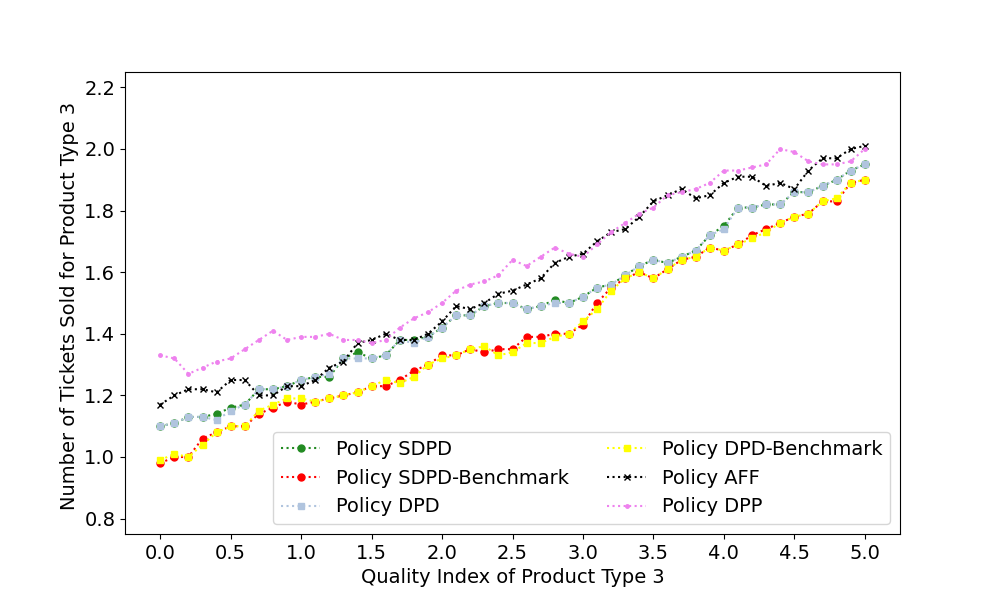 2.2
2.0
1.8
1.6
1.4
1.2
1.0
0.8
Number of Tickets Sold for Product Type 3
Policy SDPD
Policy SDPD-Benchmark
Policy DPD
Policy DPD-Benchmark
Policy AFF
Policy DPP
0.0 0.5 1.0 1.5 2.0 2.5 3.0 3.5 4.0 4.5 5.0
Quality Index of Product Type 3